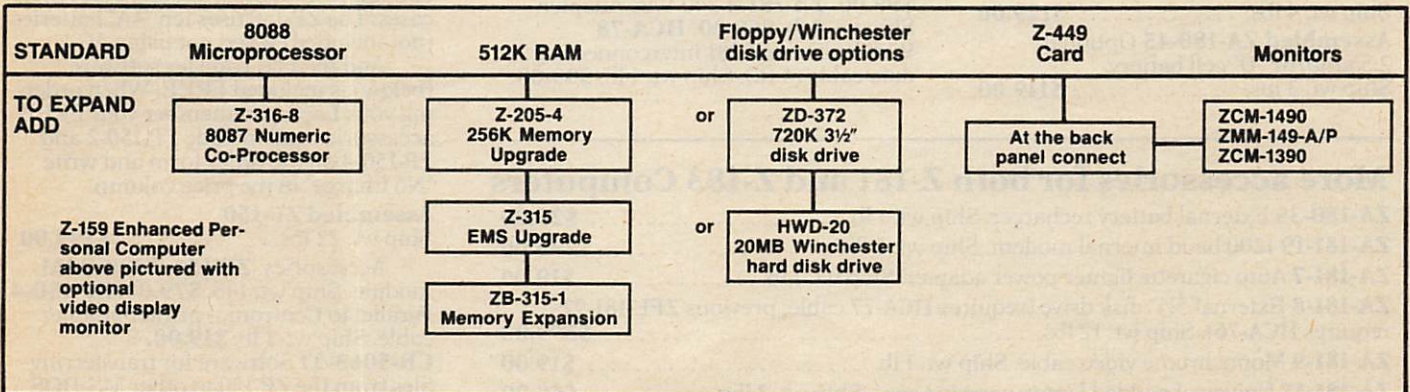 STANDARD
8088
Microprocessor
512K RAM
Floppy/Winchester
disk drive options
Z-449
Card
Monitors
TO EXPAND
ADD
Z-316-8
8087 Numeric
Co-Processor
Z-205-4
256K Memory
Upgrade
or
ZD-372
720K 3½"
disk drive
At the back
panel connect
ZCM-1490
ZMM-149-A/P
ZCM-1390
Z-315
EMS Upgrade
or
HWD-20
20MB Winchester
hard disk drive
ZB-315-1
Memory Expansion
Z-159 Enhanced Per-
sonal Computer
above pictured with
optional
video display
monitor